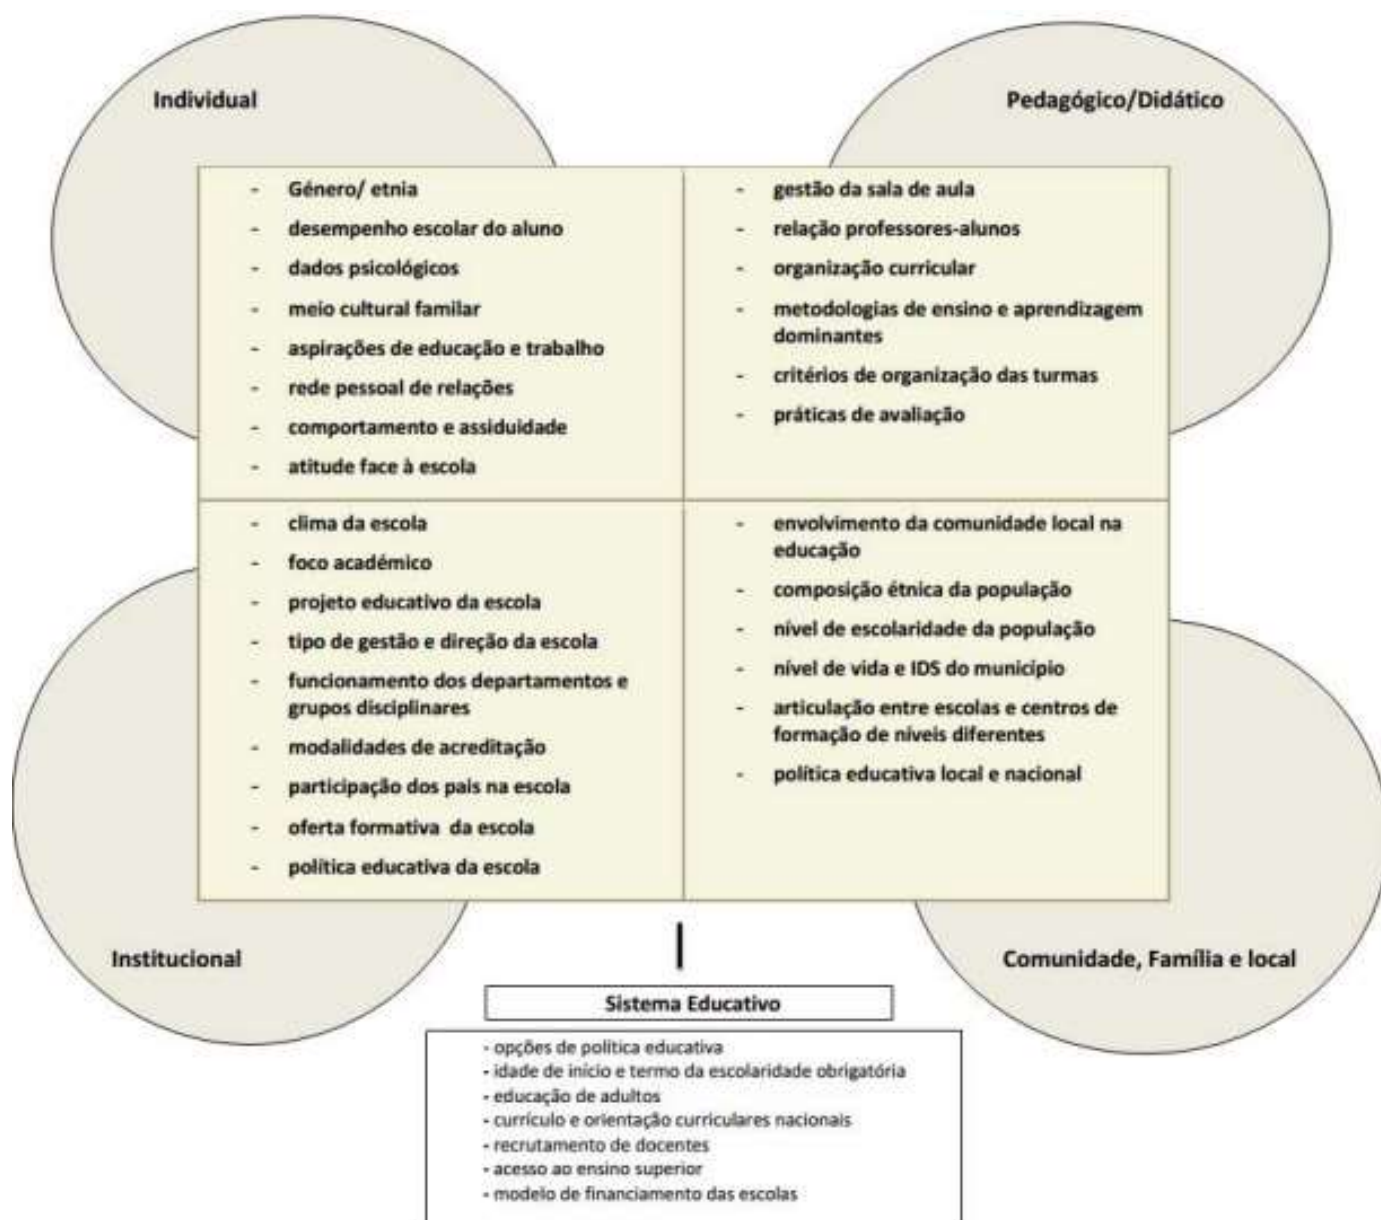 Individual
Pedagógico/Didático
- Género/ etnia
- desempenho escolar do aluno
- dados psicológicos
- meio cultural familar
- aspirações de educação e trabalho
- rede pessoal de relações
- comportamento e assiduidade
- atitude face à escola
- gestão da sala de aula
- relação professores-alunos
- organização curricular
- metodologias de ensino e aprendizagem
dominantes
- critérios de organização das turmas
- práticas de avaliação
- clima da escola
- foco académico
- projeto educativo da escola
- tipo de gestão e direção da escola
- funcionamento dos departamentos e
grupos disciplinares
- modalidades de acreditação
- participação dos pais na escola
- oferta formativa da escola
- política educativa da escola
- envolvimento da comunidade local na
educação
- composição étnica da população
- nível de escolaridade da população
- nível de vida e IDS do município
- articulação entre escolas e centros de
formação de níveis diferentes
- política educativa local e nacional
Institucional
Comunidade, Família e local
Sistema Educativo
- opções de política educativa
- idade de início e termo da escolaridade obrigatória
- educação de adultos
- currículo e orientação curriculares nacionais
- recrutamento de docentes
- acesso ao ensino superior
- modelo de financiamento das escolas